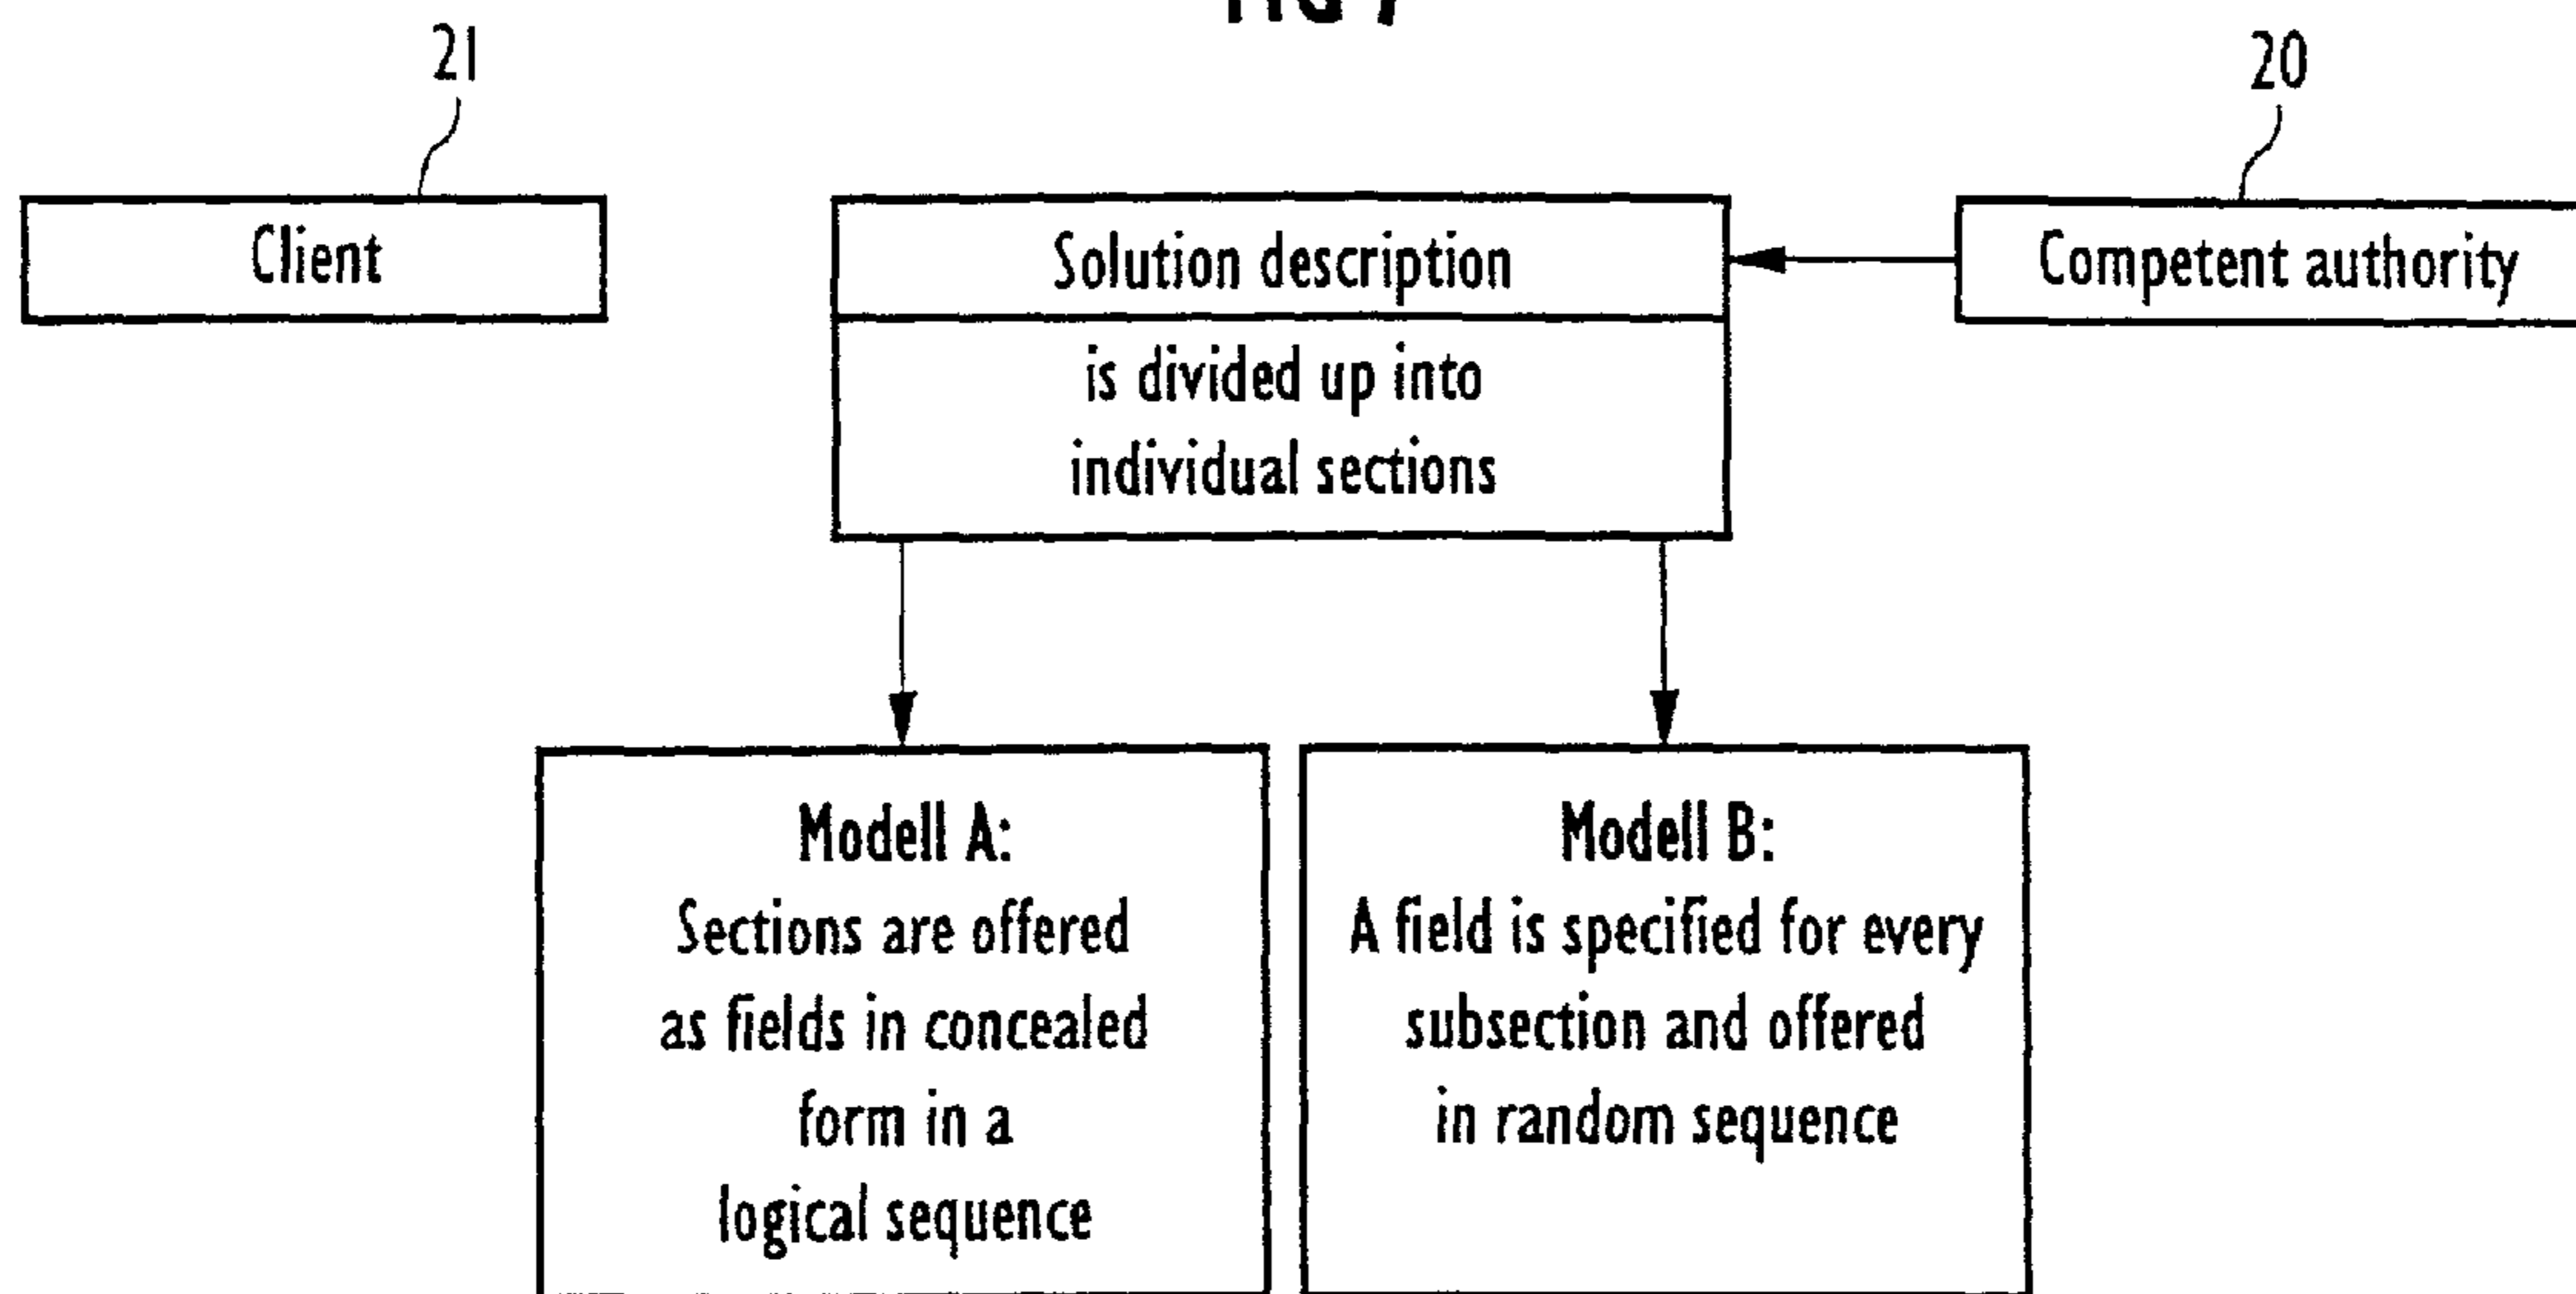 21
20
Client
Solution description
Competent authority
is divided up into
individual sections
Modell A:
Sections are offered
as fields in concealed
form in a
logical sequence
Modell B:
A field is specified for every
subsection and offered
in random sequence